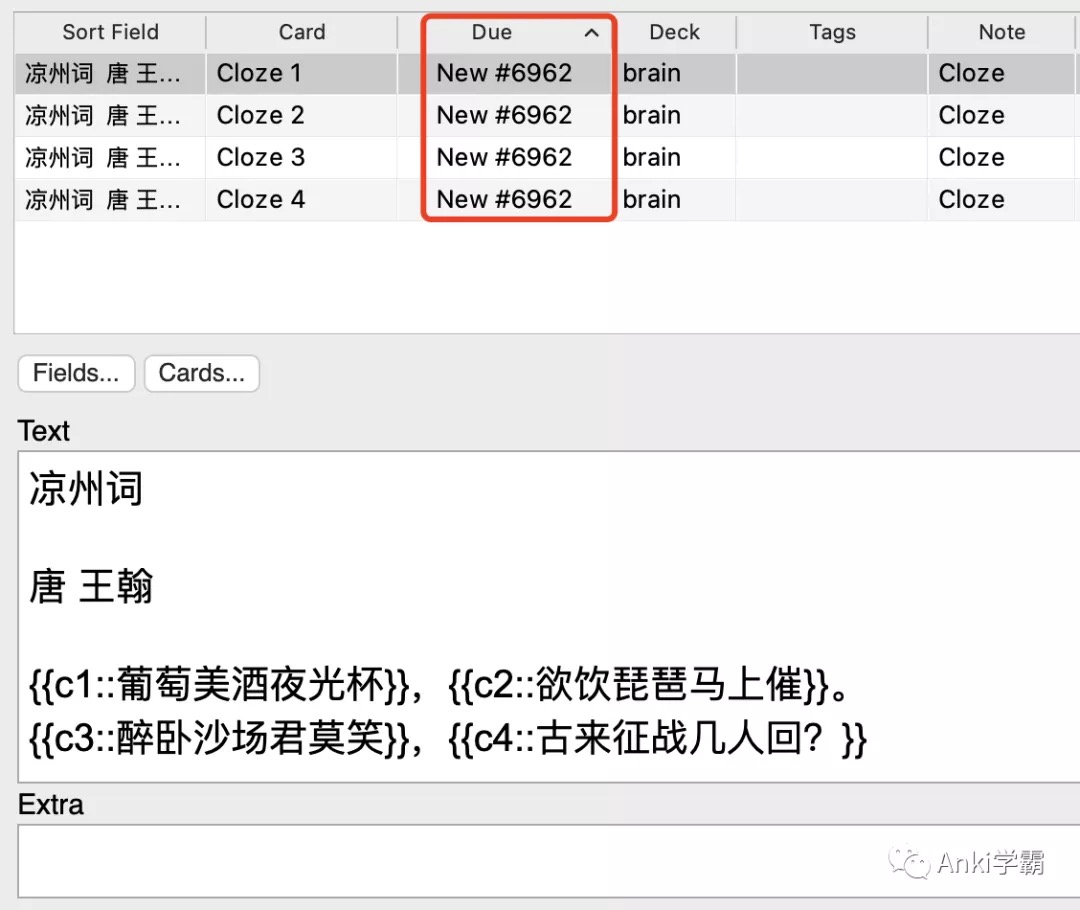 Sort Field Card Due Deck Tags Note
凉州词 唐 王... Cloze 1 New #6962 brain Cloze
凉州词 唐 王... Cloze 2 New #6962 brain Cloze
凉州词 唐 王... Cloze 3 New #6962 brain Cloze
凉州词 唐 王... Cloze 4 New #6962 brain Cloze
Fields... Cards...
Text
凉州词
唐 王翰
{{c1::葡萄美酒夜光杯}}，{{c2::欲饮琵琶马上催}}。
{{c3::醉卧沙场君莫笑}}，{{c4::古来征战几人回？}}
Extra
Anki学霸